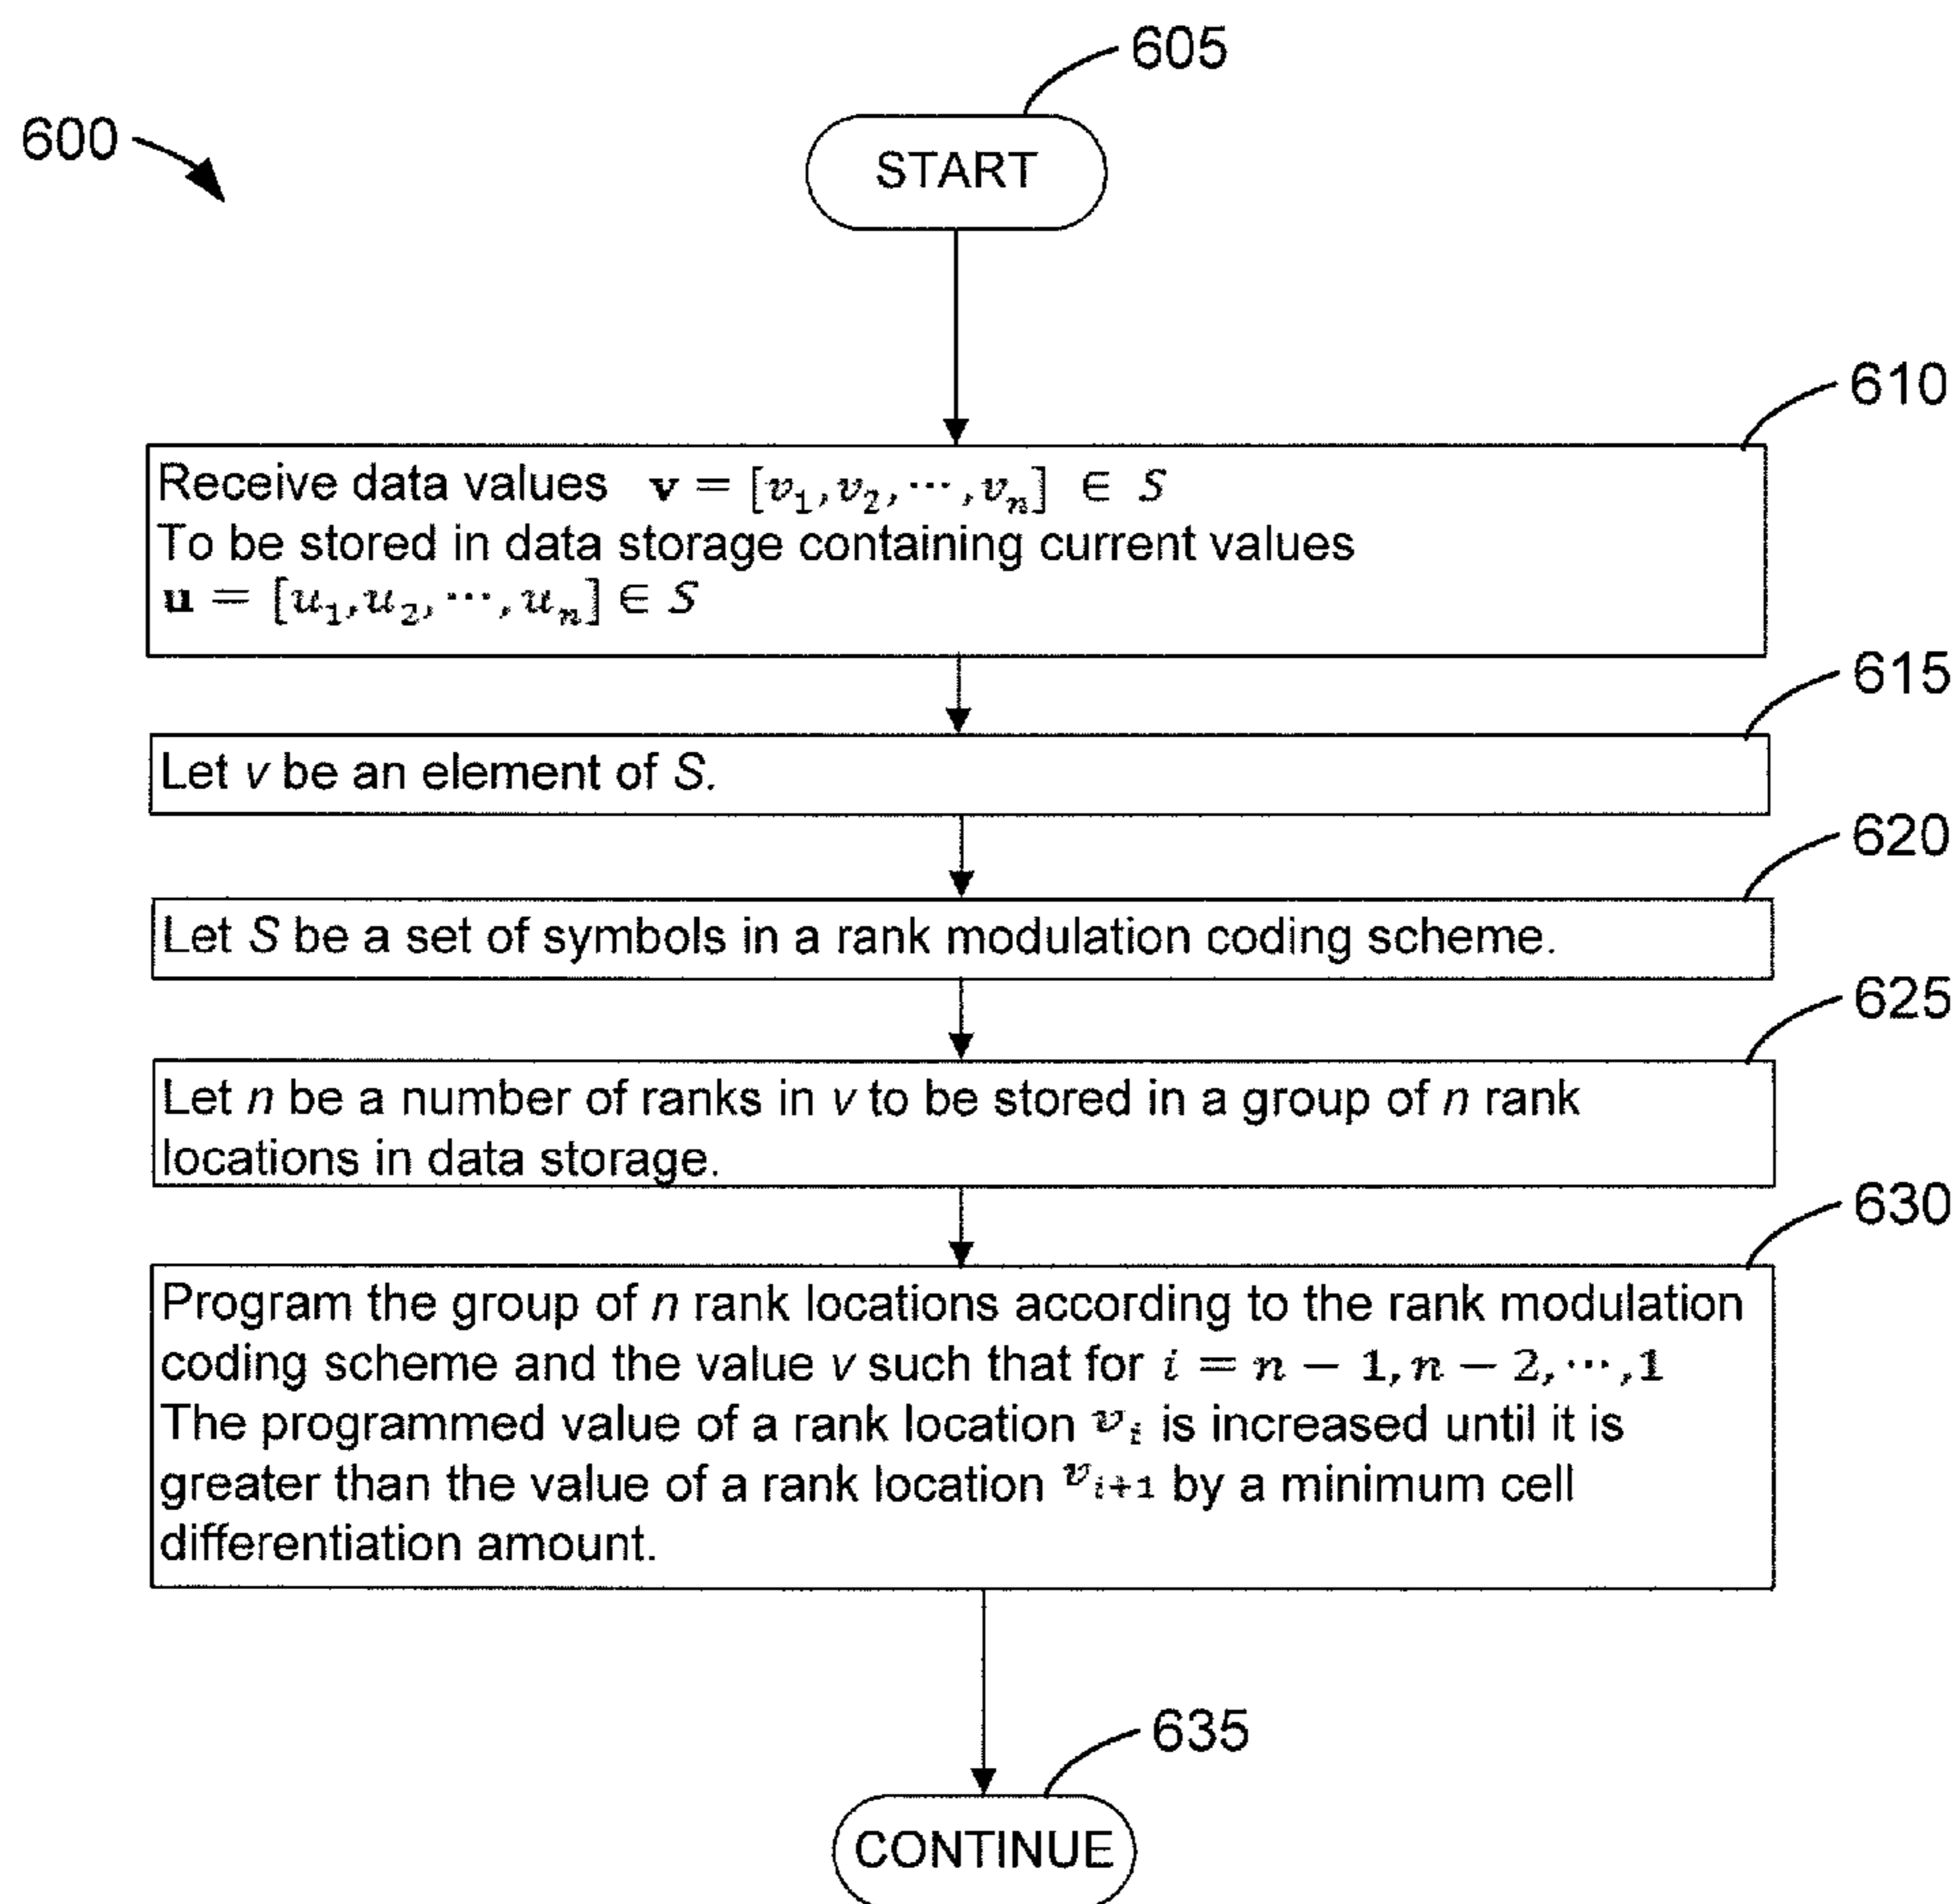 605
600
START
610
Receive data values v = [v₁, v₂, ⋯, vₙ] ∈ S
To be stored in data storage containing current values
u = [u₁, u₂, ⋯, uₙ] ∈ S
615
Let v be an element of S.
620
Let S be a set of symbols in a rank modulation coding scheme.
625
Let n be a number of ranks in v to be stored in a group of n rank
locations in data storage.
630
Program the group of n rank locations according to the rank modulation
coding scheme and the value v such that for i = n − 1, n − 2, ⋯, 1
The programmed value of a rank location vᵢ is increased until it is
greater than the value of a rank location vᵢ₊₁ by a minimum cell
differentiation amount.
635
CONTINUE